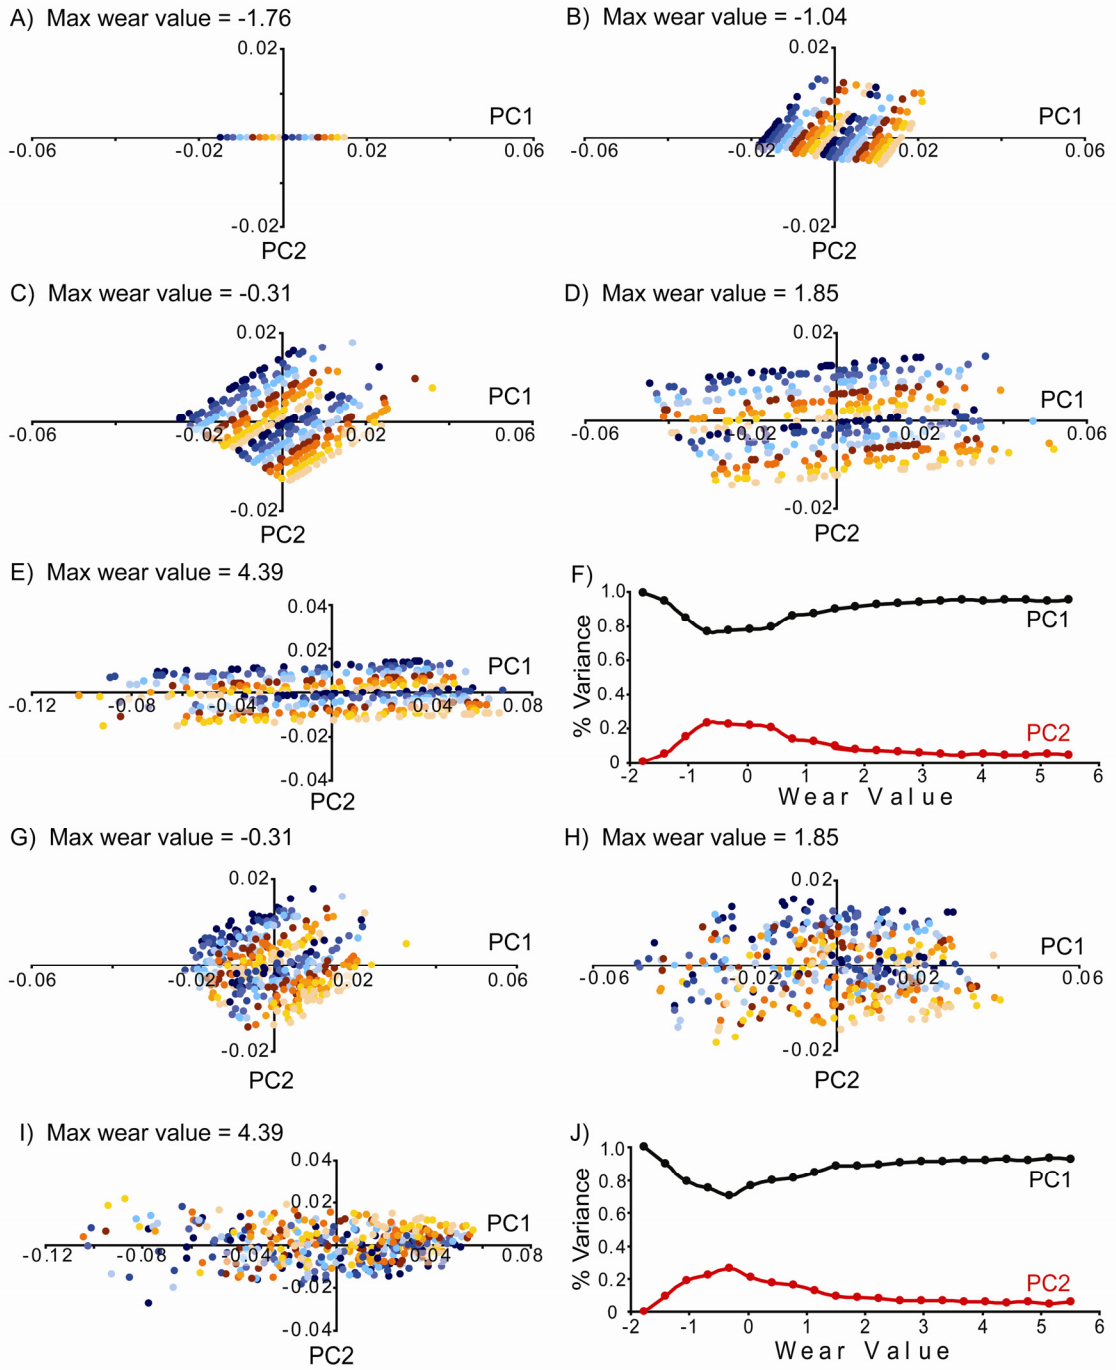 A) Max wear value = -1.76
0.02
PC1
-0.06
-0.02
0.02
0.06
-0.02
PC2
B) Max wear value = -1.04
0.02
PC1
-0.06
-0.02
0.02
0.06
-0.02
PC2
C) Max wear value = -0.31
0.02
PC1
-0.06
-0.02
0.02
0.06
-0.02
PC2
D) Max wear value = 1.85
0.02
PC1
-0.06
-0.02
0.02
0.06
-0.02
PC2
E) Max wear value = 4.39
0.04
0.02
PC1
-0.12
-0.08
-0.04
0.04
0.08
-0.02
-0.04
PC2
F)
1.0
0.8
0.6
0.4
0.2
0
% Variance
PC1
PC2
-2 -1 0 1 2 3 4 5 6
Wear Value
G) Max wear value = -0.31
0.02
PC1
-0.06
-0.02
0.02
0.06
-0.02
PC2
H) Max wear value = 1.85
0.02
PC1
-0.06
-0.02
0.02
0.06
-0.02
PC2
I) Max wear value = 4.39
0.04
0.02
PC1
-0.12
-0.08
-0.04
0.04
0.08
-0.02
-0.04
PC2
J)
1.0
0.8
0.6
0.4
0.2
0
% Variance
PC1
PC2
-2 -1 0 1 2 3 4 5 6
Wear Value